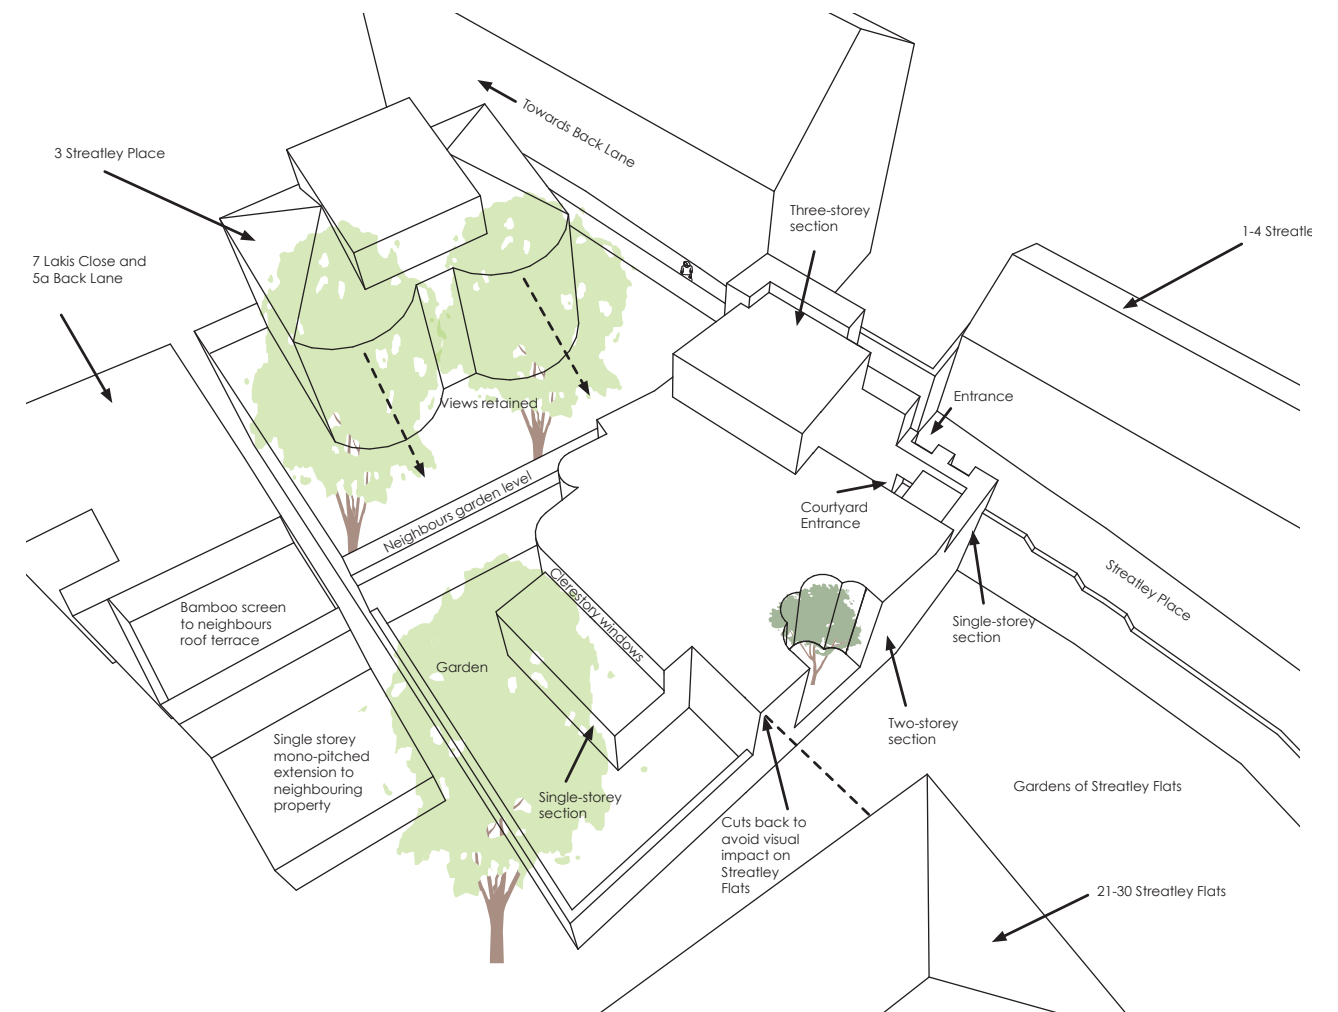 Towards Back Lane
3 Streatley Place
Three-storey
section
1-4
7 Lakis Close and
5a Back Lane
Entrance
Views retained
Neighbours garden level
Courtyard
Entrance
Clerestory windows
Streatley Place
Bamboo screen
to neighbours
roof terrace
Single-storey
section
Garden
Two-storey
section
Single storey
mono-pitched
extension to
neighbouring
property
Single-storey
section
Gardens of Streatley Flats
Cuts back to
avoid visual
impact on
Streatley
Flats
21-30 Streatley Flats